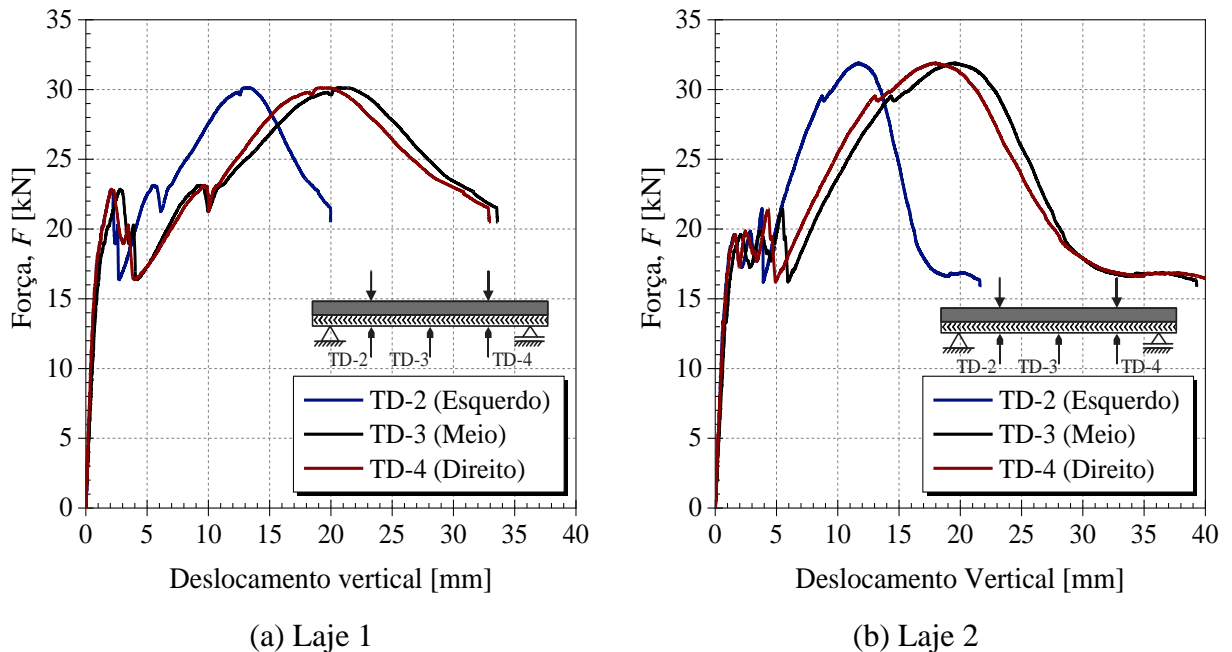 35
30
25
20
15
10
5
0
Força, F [kN]
0 5 10 15 20 25 30 35 40
Deslocamento vertical [mm]
TD-2 TD-3 TD-4
TD-2 (Esquerdo)
TD-3 (Meio)
TD-4 (Direito)
(a) Laje 1
35
30
25
20
15
10
5
0
Força, F [kN]
0 5 10 15 20 25 30 35 40
Deslocamento Vertical [mm]
TD-2 TD-3 TD-4
TD-2 (Esquerdo)
TD-3 (Meio)
TD-4 (Direito)
(b) Laje 2